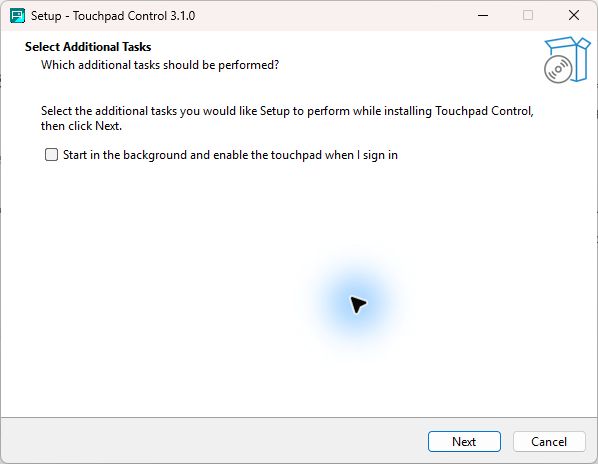 Setup - Touchpad Control 3.1.0
Select Additional Tasks
Which additional tasks should be performed?
Select the additional tasks you would like Setup to perform while installing Touchpad Control,
then click Next.
Start in the background and enable the touchpad when I sign in
Next
Cancel